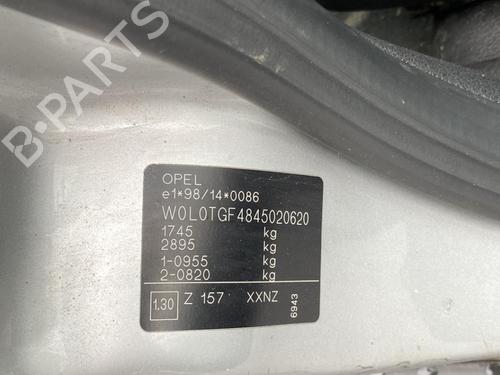 B-PARTS
OPEL
e1*98/14*0086
W0L0TGF4845020620
1745 kg
2895 kg
1-0955 kg
2-0820 kg
1.30 Z 157 XXNZ
6943